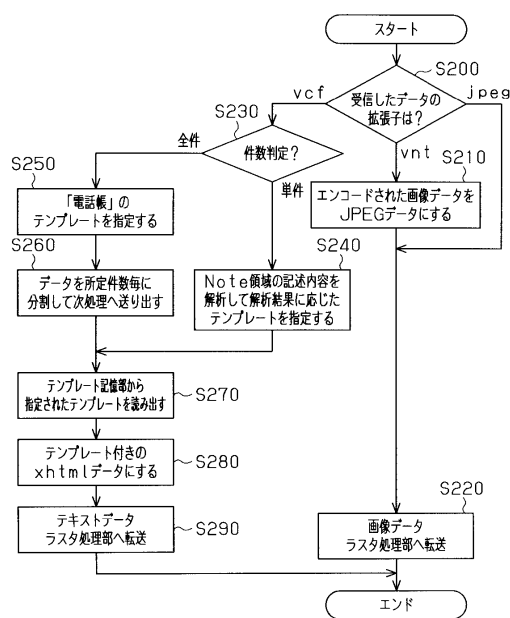 スタート
S200
受信したデータの
拡張子は?
vcf
jpeg
vnt
S230
件数判定?
全件
単件
S210
エンコードされた画像データを
JPEGデータにする
S250
「電話帳」の
テンプレートを指定する
S260
データを所定件数毎に
分割して次処理へ送り出す
S240
Note領域の記述内容を
解析して解析結果に応じた
テンプレートを指定する
テンプレート記憶部から
指定されたテンプレートを読み出す
S270
テンプレート付きの
xhtmlデータにする
S280
テキストデータ
ラスタ処理部へ転送
S290
S220
画像データ
ラスタ処理部へ転送
エンド